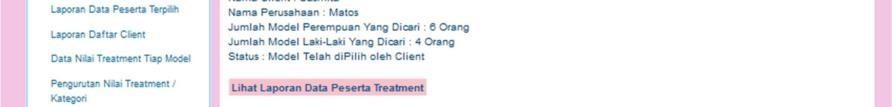 Laporan Data Peserta Terpilih
Laporan Daftar Client
Data Nilai Treatment Tiap Model
Pengurutan Nilai Treatment /
Kategori
Nama Perusahaan : Matos
Jumlah Model Perempuan Yang Dicari : 6 Orang
Jumlah Model Laki-Laki Yang Dicari : 4 Orang
Status : Model Telah diPilih oleh Client
Lihat Laporan Data Peserta Treatment